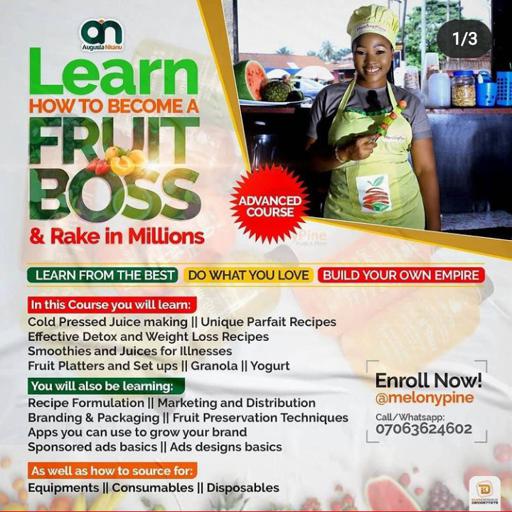 Augusta Nkanu
1/3
Learn
HOW TO BECOME A
FRUIT
BOSS
& Rake in Millions
ADVANCED
COURSE
LEARN FROM THE BEST DO WHAT YOU LOVE BUILD YOUR OWN EMPIRE
In this Course you will learn:
Cold Pressed Juice making || Unique Parfait Recipes
Effective Detox and Weight Loss Recipes
Smoothies and Juices for Illnesses
Fruit Platters and Set ups || Granola || Yogurt
You will also be learning:
Recipe Formulation || Marketing and Distribution
Branding & Packaging || Fruit Preservation Techniques
Apps you can use to grow your brand
Sponsored ads basics || Ads designs basics
As well as how to source for:
Equipments || Consumables || Disposables
Enroll Now!
@melonypine
Call/Whatsapp:
07063624602